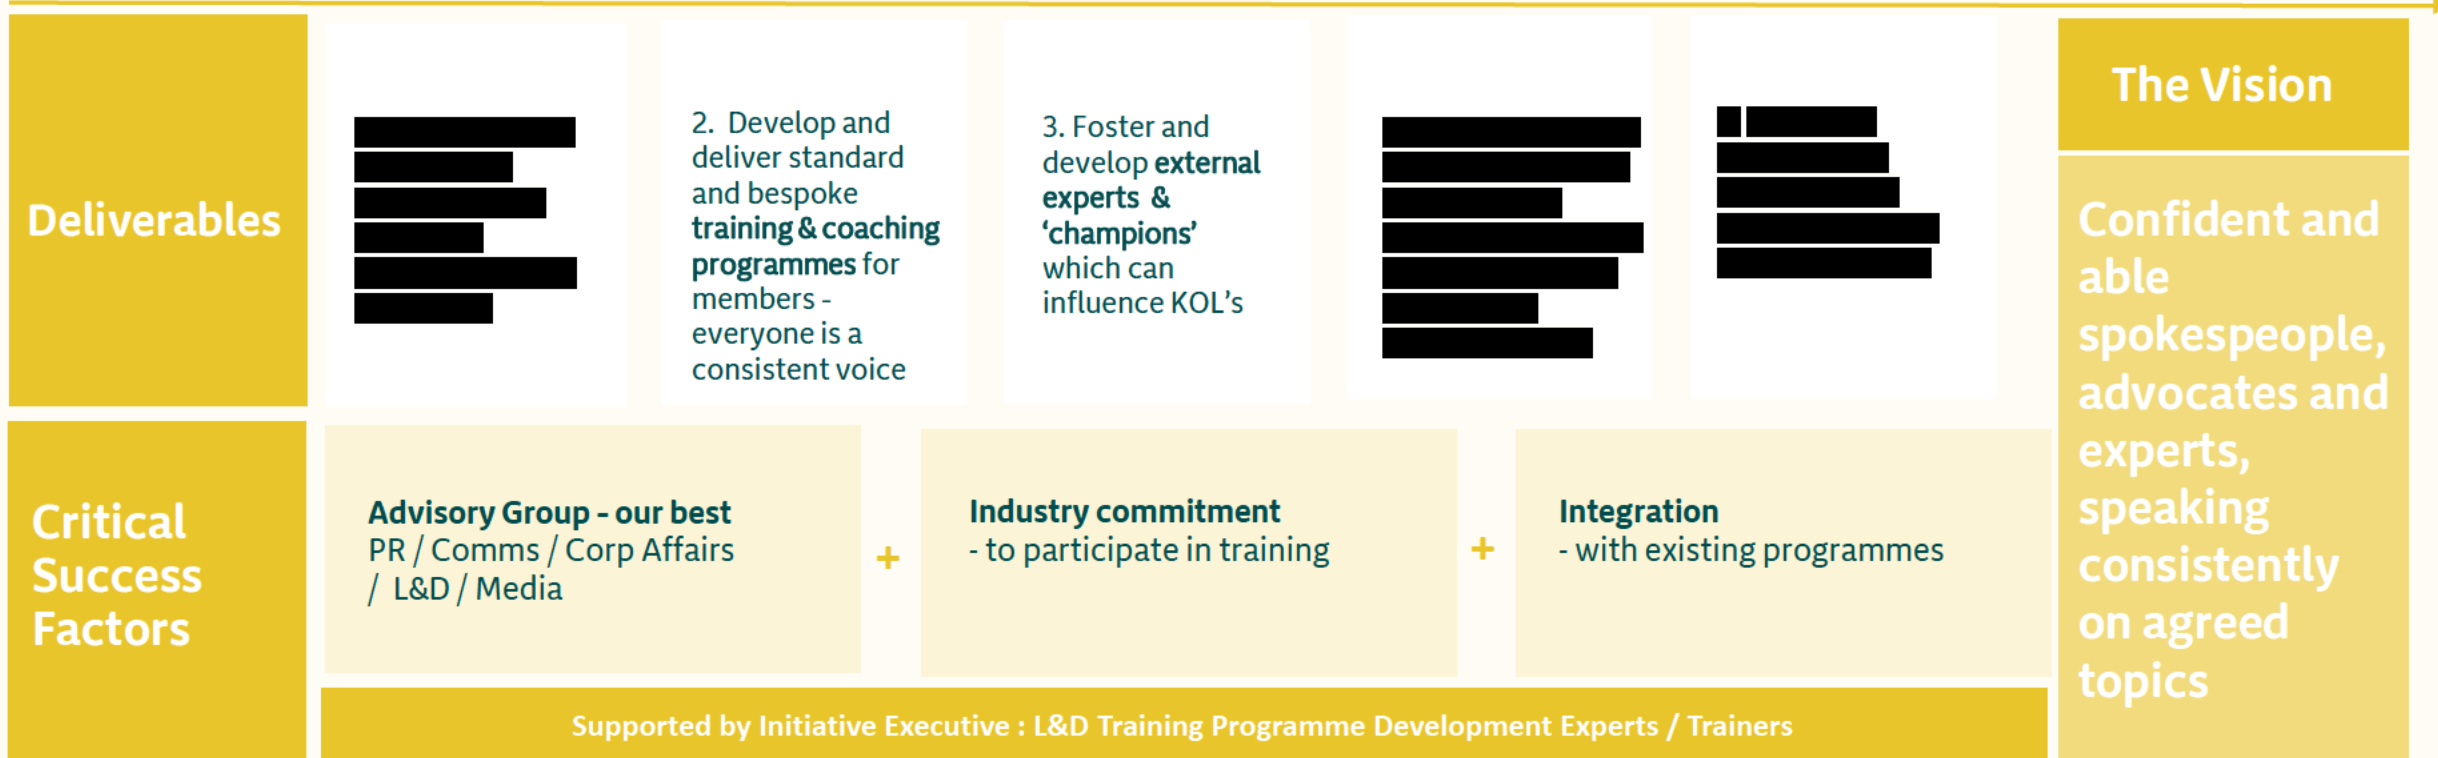 Deliverables
2. Develop and
deliver standard
and bespoke
training & coaching
programmes for
members -
everyone is a
consistent voice
3. Foster and
develop external
experts &
‘champions’
which can
influence KOL’s
The Vision
Confident and
able
spokespeople,
advocates and
experts,
speaking
consistently
on agreed
topics
Critical
Success
Factors
Advisory Group - our best
PR / Comms / Corp Affairs
/ L&D / Media
+
Industry commitment
- to participate in training
+
Integration
- with existing programmes
Supported by Initiative Executive : L&D Training Programme Development Experts / Trainers